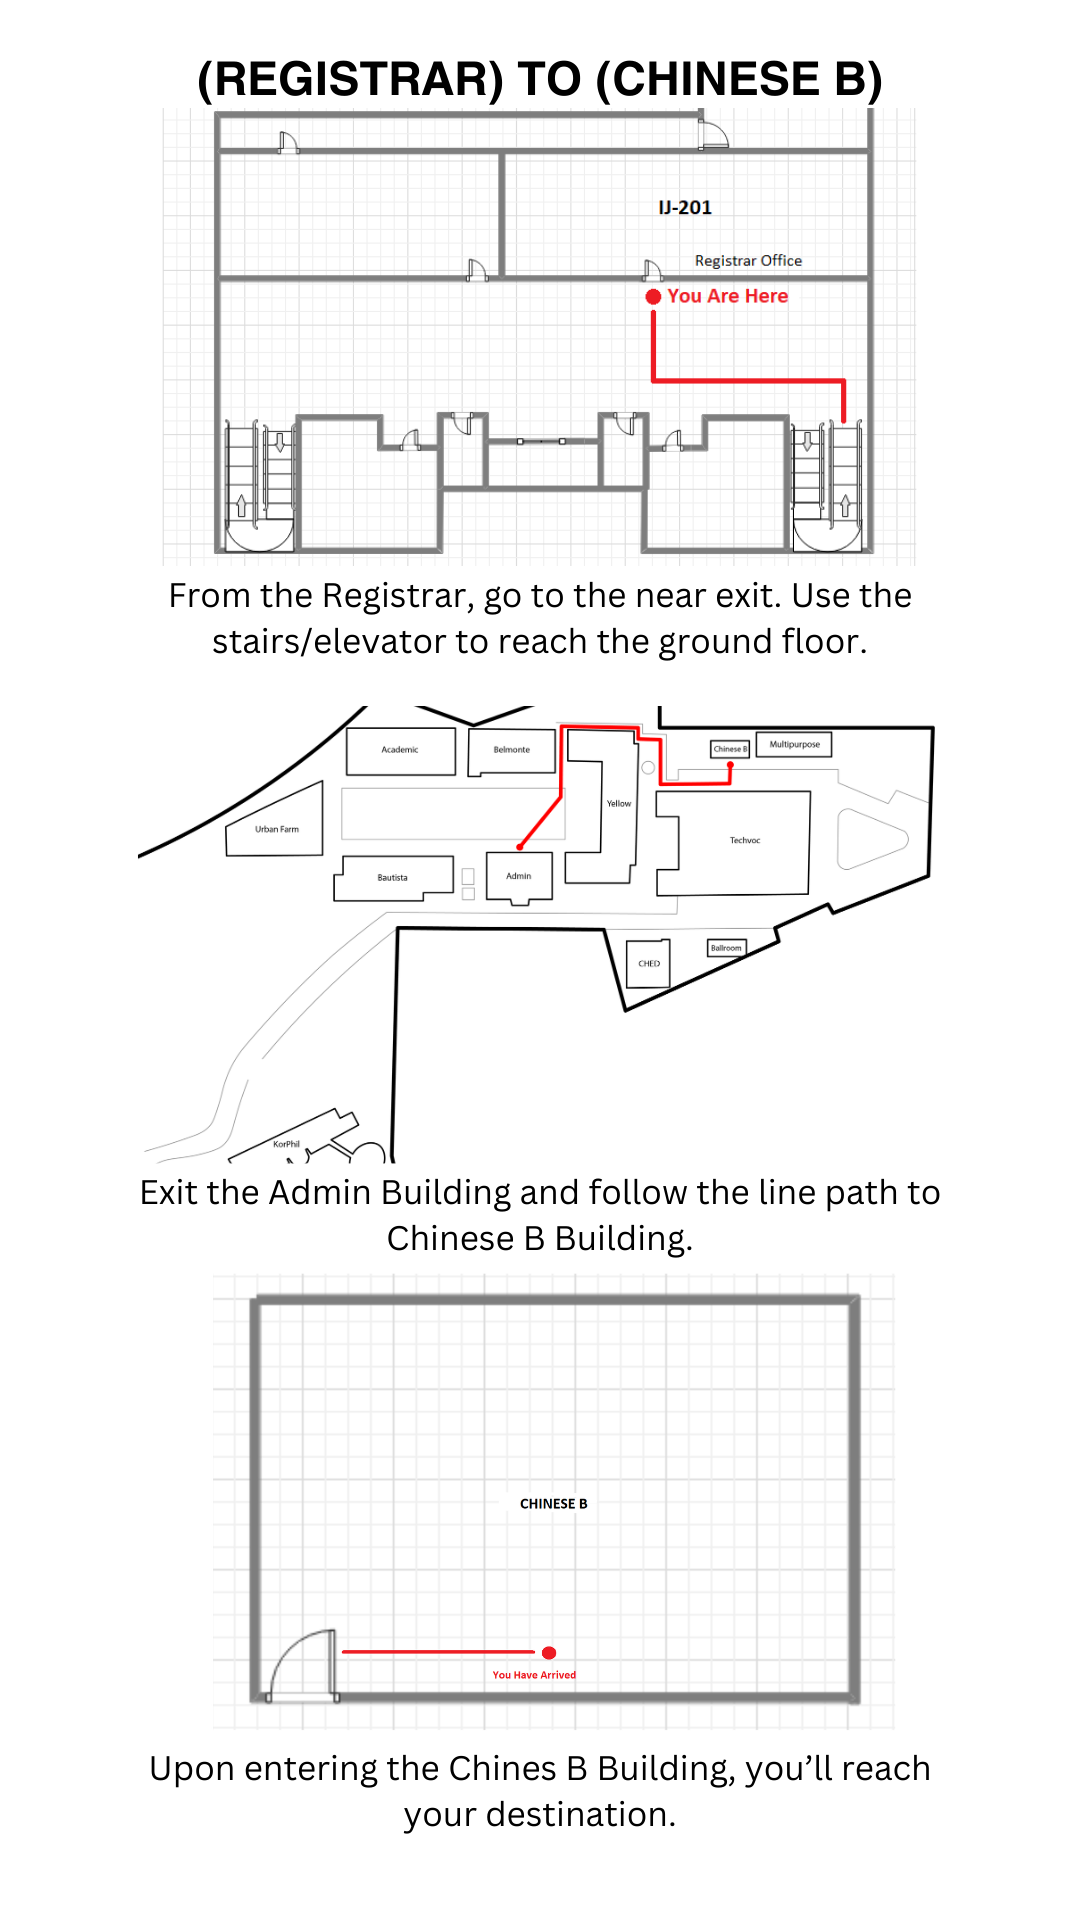 (REGISTRAR) TO (CHINESE B)
IJ-201
Registrar Office
You Are Here
From the Registrar, go to the near exit. Use the
stairs/elevator to reach the ground floor.
Academic
Belmonte
Chinese B
Multipurpose
Yellow
Urban Farm
Techvoc
Bautista
Admin
CHED
Ballroom
KorPhil
Exit the Admin Building and follow the line path to
Chinese B Building.
CHINESE B
You Have Arrived
Upon entering the Chines B Building, you’ll reach
your destination.